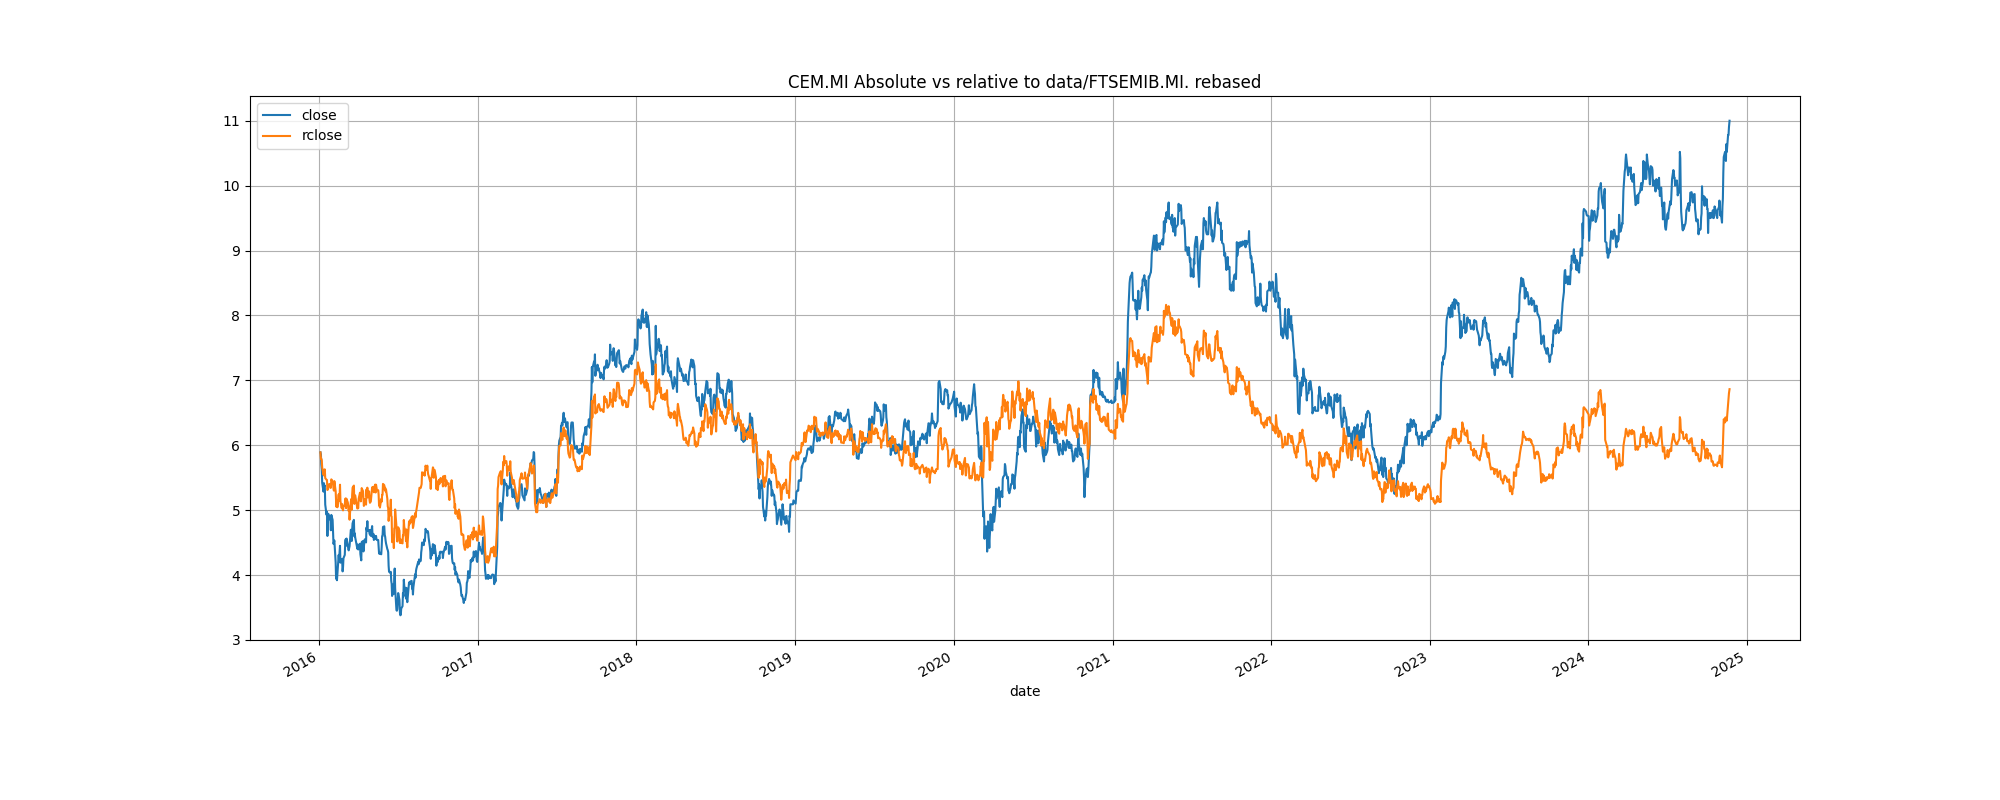 CEM.MI Absolute vs relative to data/FTSEMIB.MI. rebased
close
rclose
11
10
9
8
7
6
5
4
3
2016 2017 2018 2019 2020 2021 2022 2023 2024 2025
date